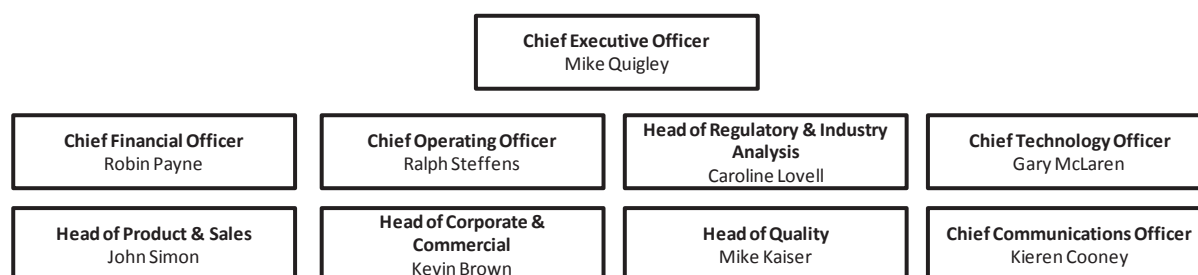 Chief Executive Officer
Mike Quigley
Chief Financial Officer
Robin Payne
Chief Operating Officer
Ralph Steffens
Head of Regulatory & Industry
Analysis
Caroline Lovell
Chief Technology Officer
Gary McLaren
Head of Product & Sales
John Simon
Head of Corporate &
Commercial
Kevin Brown
Head of Quality
Mike Kaiser
Chief Communications Officer
Kieren Cooney